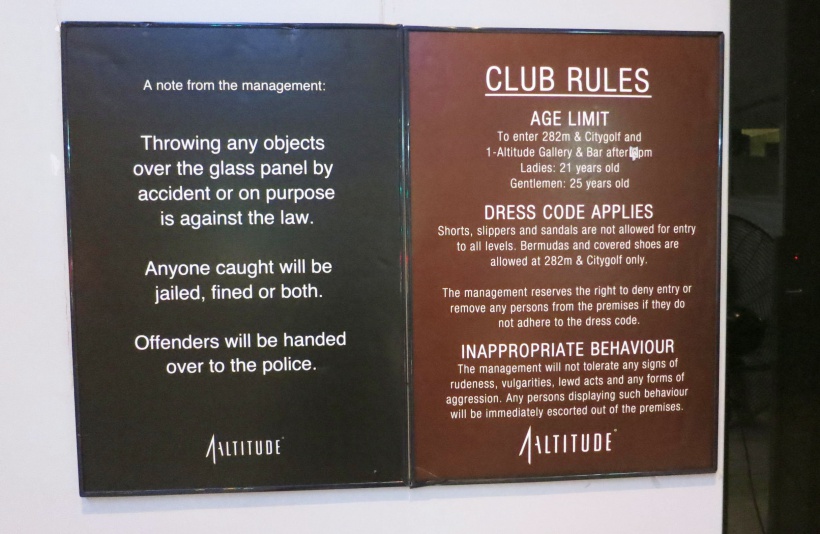 A note from the management:
Throwing any objects
over the glass panel by
accident or on purpose
is against the law.
Anyone caught will be
jailed, fined or both.
Offenders will be handed
over to the police.
1-ALTITUDE
CLUB RULES
AGE LIMIT
To enter 282m & Citygolf and
1-Altitude Gallery & Bar after pm
Ladies: 21 years old
Gentlemen: 25 years old
DRESS CODE APPLIES
Shorts, slippers and sandals are not allowed for entry
to all levels. Bermudas and covered shoes are
allowed at 282m & Citygolf only.
The management reserves the right to deny entry or
remove any persons from the premises if they do
not adhere to the dress code.
INAPPROPRIATE BEHAVIOUR
The management will not tolerate any signs of
rudeness, vulgarities, lewd acts and any forms of
aggression. Any persons displaying such behaviour
will be immediately escorted out of the premises.
1-ALTITUDE